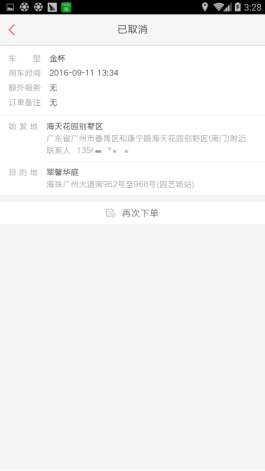 3:28
已取消
车 型 金杯
用车时间 2016-09-11 13:34
额外服务 无
订单备注 无
始 发 地 海天花园别墅区
广东省广州市番禺区和康宁路海天花园别墅区(南门)附近
联系人 135
目 的 地 翠馨华庭
海珠广州大道南962号至968号(园艺场站)
再次下单